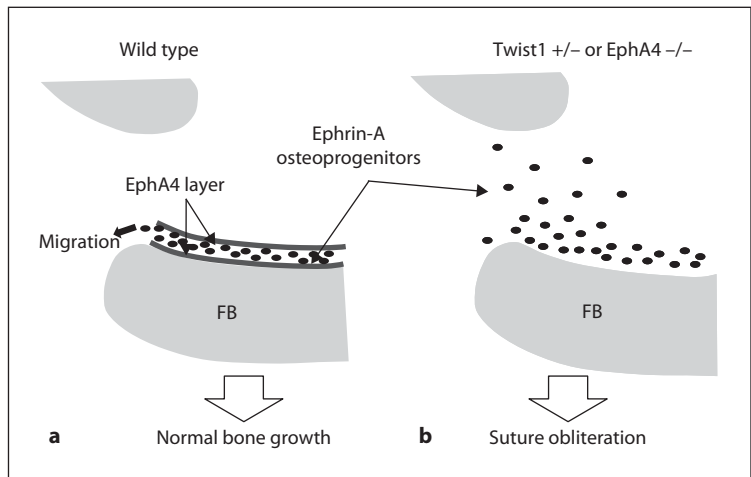 Wild type
Twist1 +/– or EphA4 –/–
Ephrin-A
osteoprogenitors
EphA4 layer
Migration
FB
FB
a
Normal bone growth
b
Suture obliteration